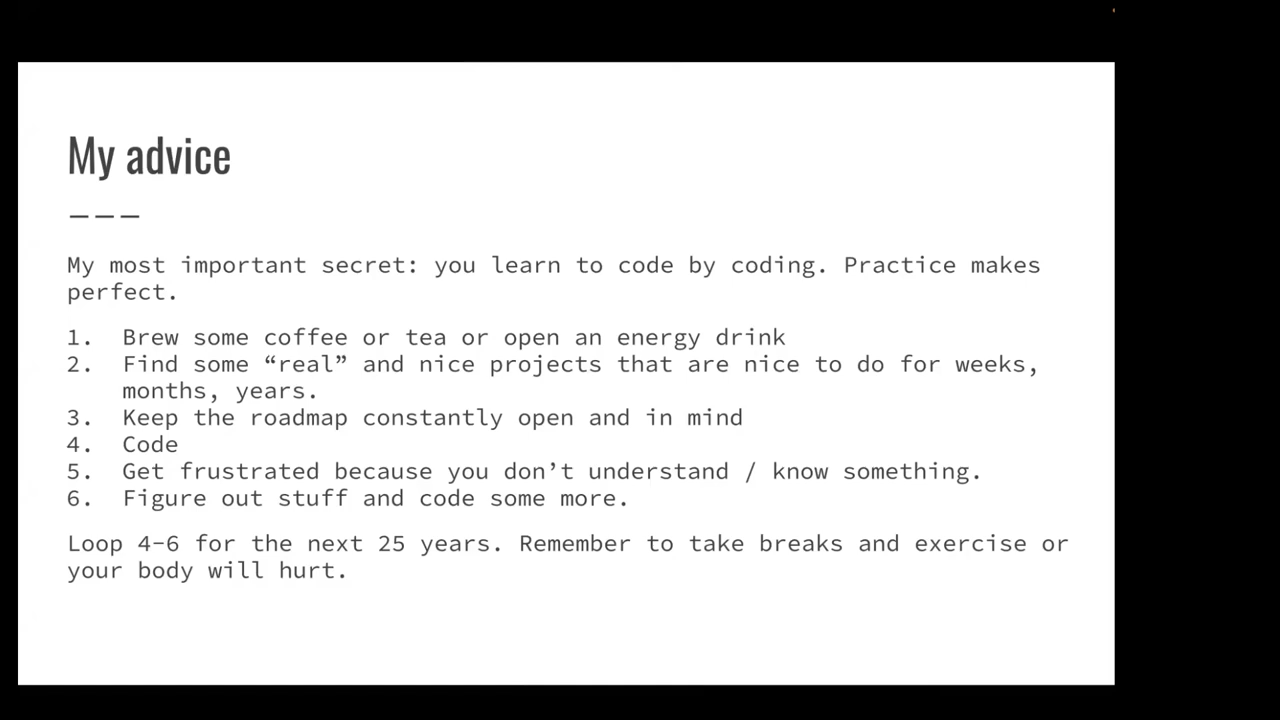 My advice
———
My most important secret: you learn to code by coding. Practice makes
perfect.
1. Brew some coffee or tea or open an energy drink
2. Find some “real” and nice projects that are nice to do for weeks,
months, years.
3. Keep the roadmap constantly open and in mind
4. Code
5. Get frustrated because you don’t understand / know something.
6. Figure out stuff and code some more.
Loop 4–6 for the next 25 years. Remember to take breaks and exercise or
your body will hurt.